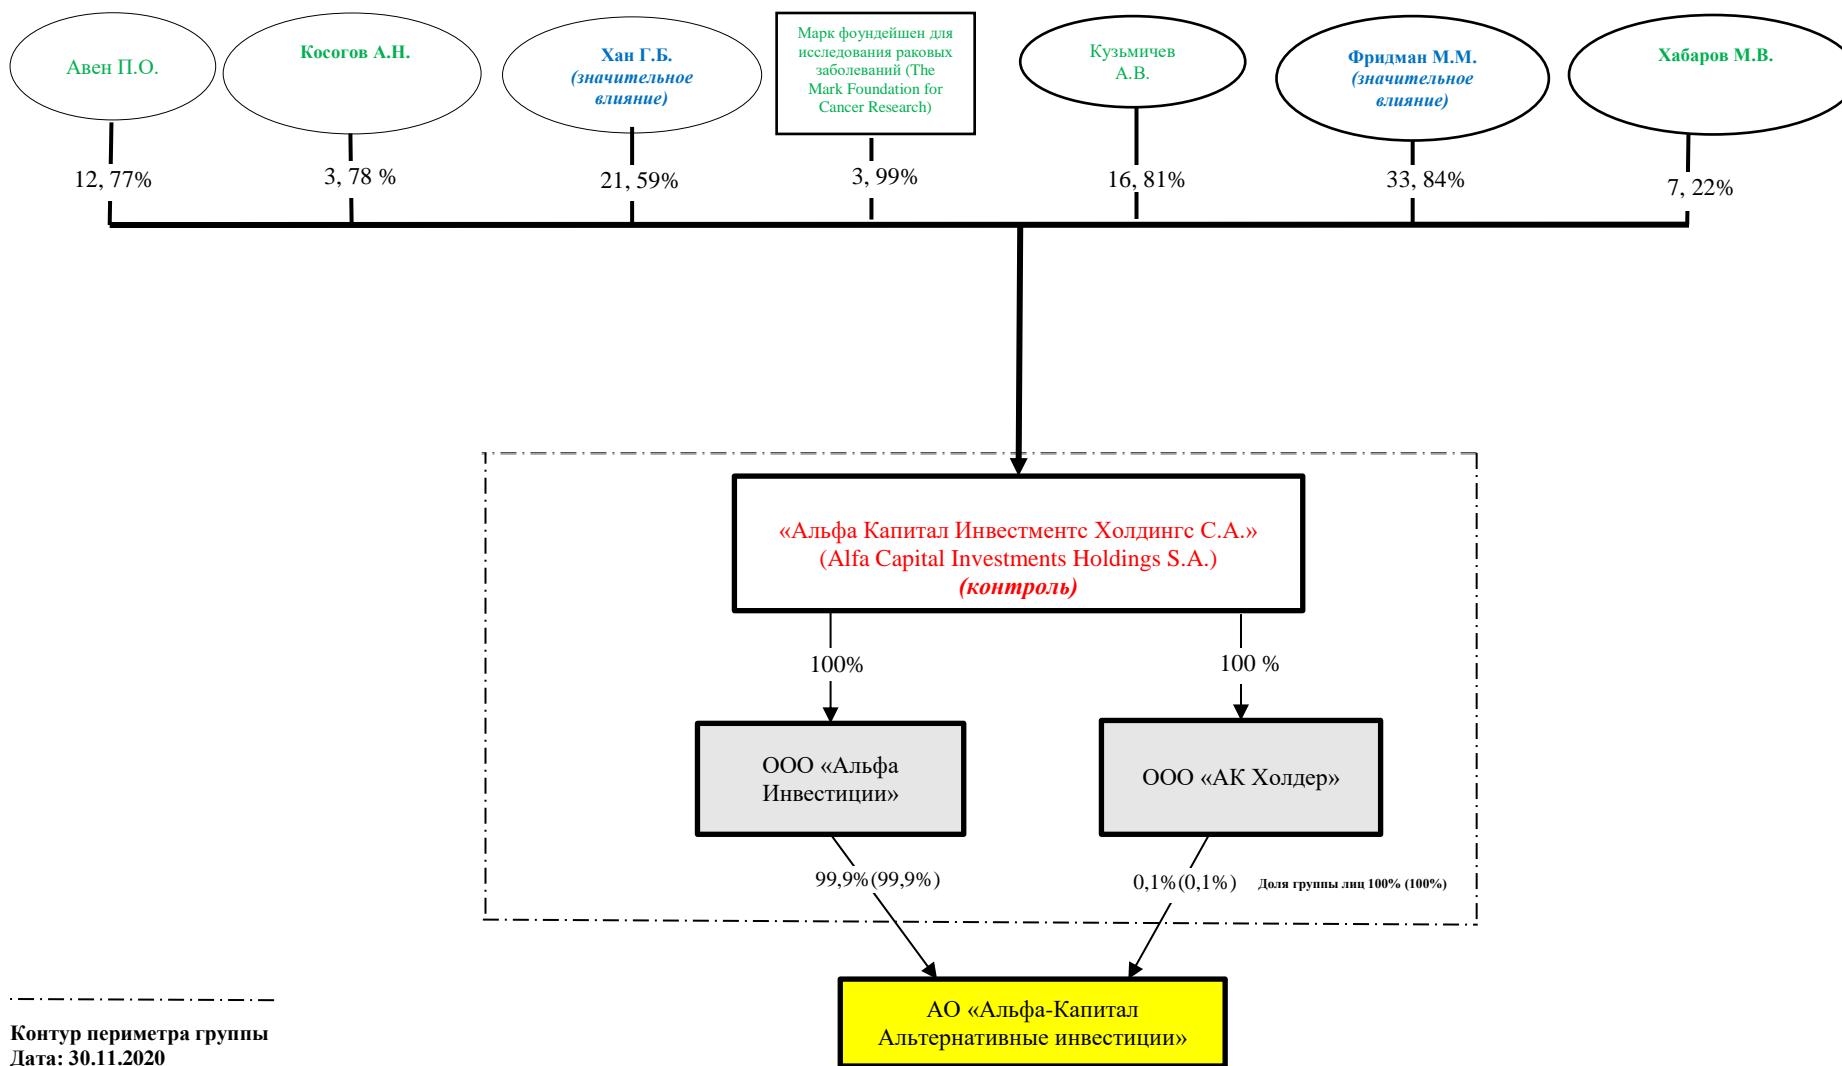 Авен П.О.
Косогов А.Н.
Хан Г.Б.
(значительное
влияние)
Марк фоундейшен для
исследования раковых
заболеваний (The
Mark Foundation for
Cancer Research)
Кузьмичев
А.В.
Фридман М.М.
(значительное
влияние)
Хабаров М.В.
12, 77%
3, 78 %
21, 59%
3, 99%
16, 81%
33, 84%
7, 22%
«Альфа Капитал Инвестментс Холдингс С.А.»
(Alfa Capital Investments Holdings S.A.)
(контроль)
100%
100 %
ООО «Альфа
Инвестиции»
ООО «АК Холдер»
99,9%(99,9%)
0,1%(0,1%)
Доля группы лиц 100% (100%)
АО «Альфа-Капитал
Альтернативные инвестиции»
Контур периметра группы
Дата: 30.11.2020